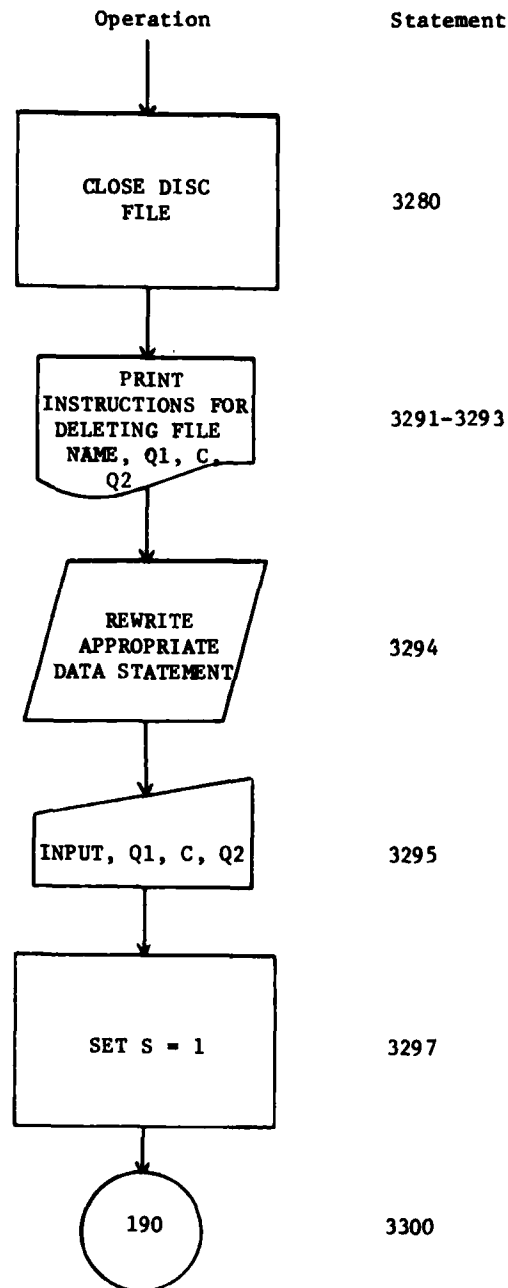 Operation Statement
CLOSE DISC
FILE
3280
PRINT
INSTRUCTIONS FOR
DELETING FILE
NAME, Q1, C,
Q2
3291-3293
REWRITE
APPROPRIATE
DATA STATEMENT
3294
INPUT, Q1, C, Q2
3295
SET S = 1
3297
190
3300